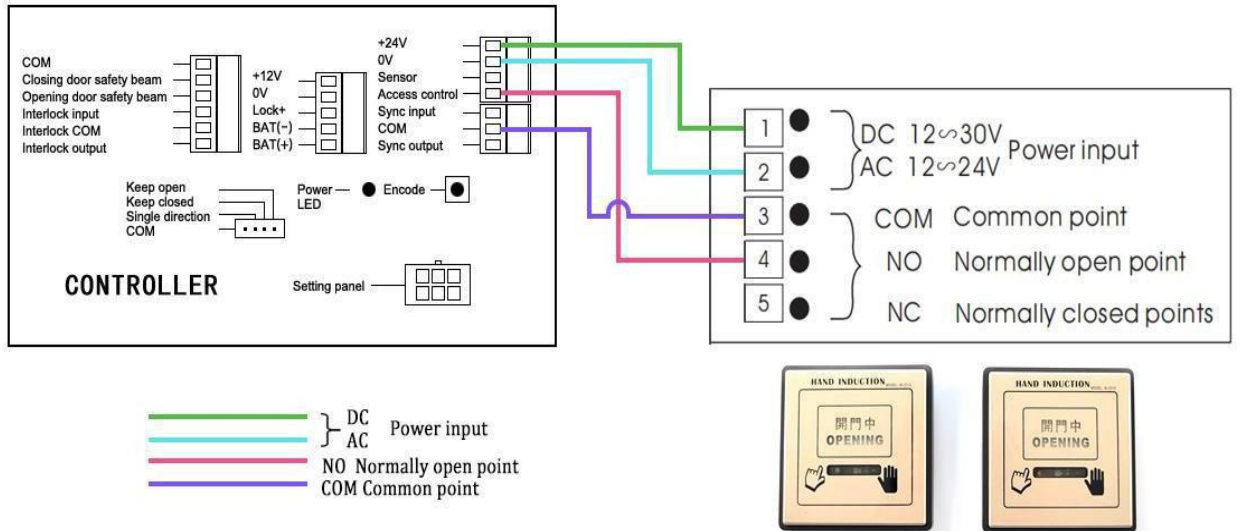 COM
Closing door safety beam
Opening door safety beam
Interlock input
Interlock COM
Interlock output
+12V
0V
Lock+
BAT(-)
BAT(+)
+24V
0V
Sensor
Access control
Sync input
COM
Sync output
Keep open
Keep closed
Single direction
COM
Power LED
Encode
CONTROLLER
Setting panel
1
2
3
4
5
DC 12∽30V
AC 12∽24V
Power input
COM Common point
NO Normally open point
NC Normally closed points
DC
AC
Power input
NO Normally open point
COM Common point
HAND INDUCTION
開門中
OPENING
HAND INDUCTION
開門中
OPENING